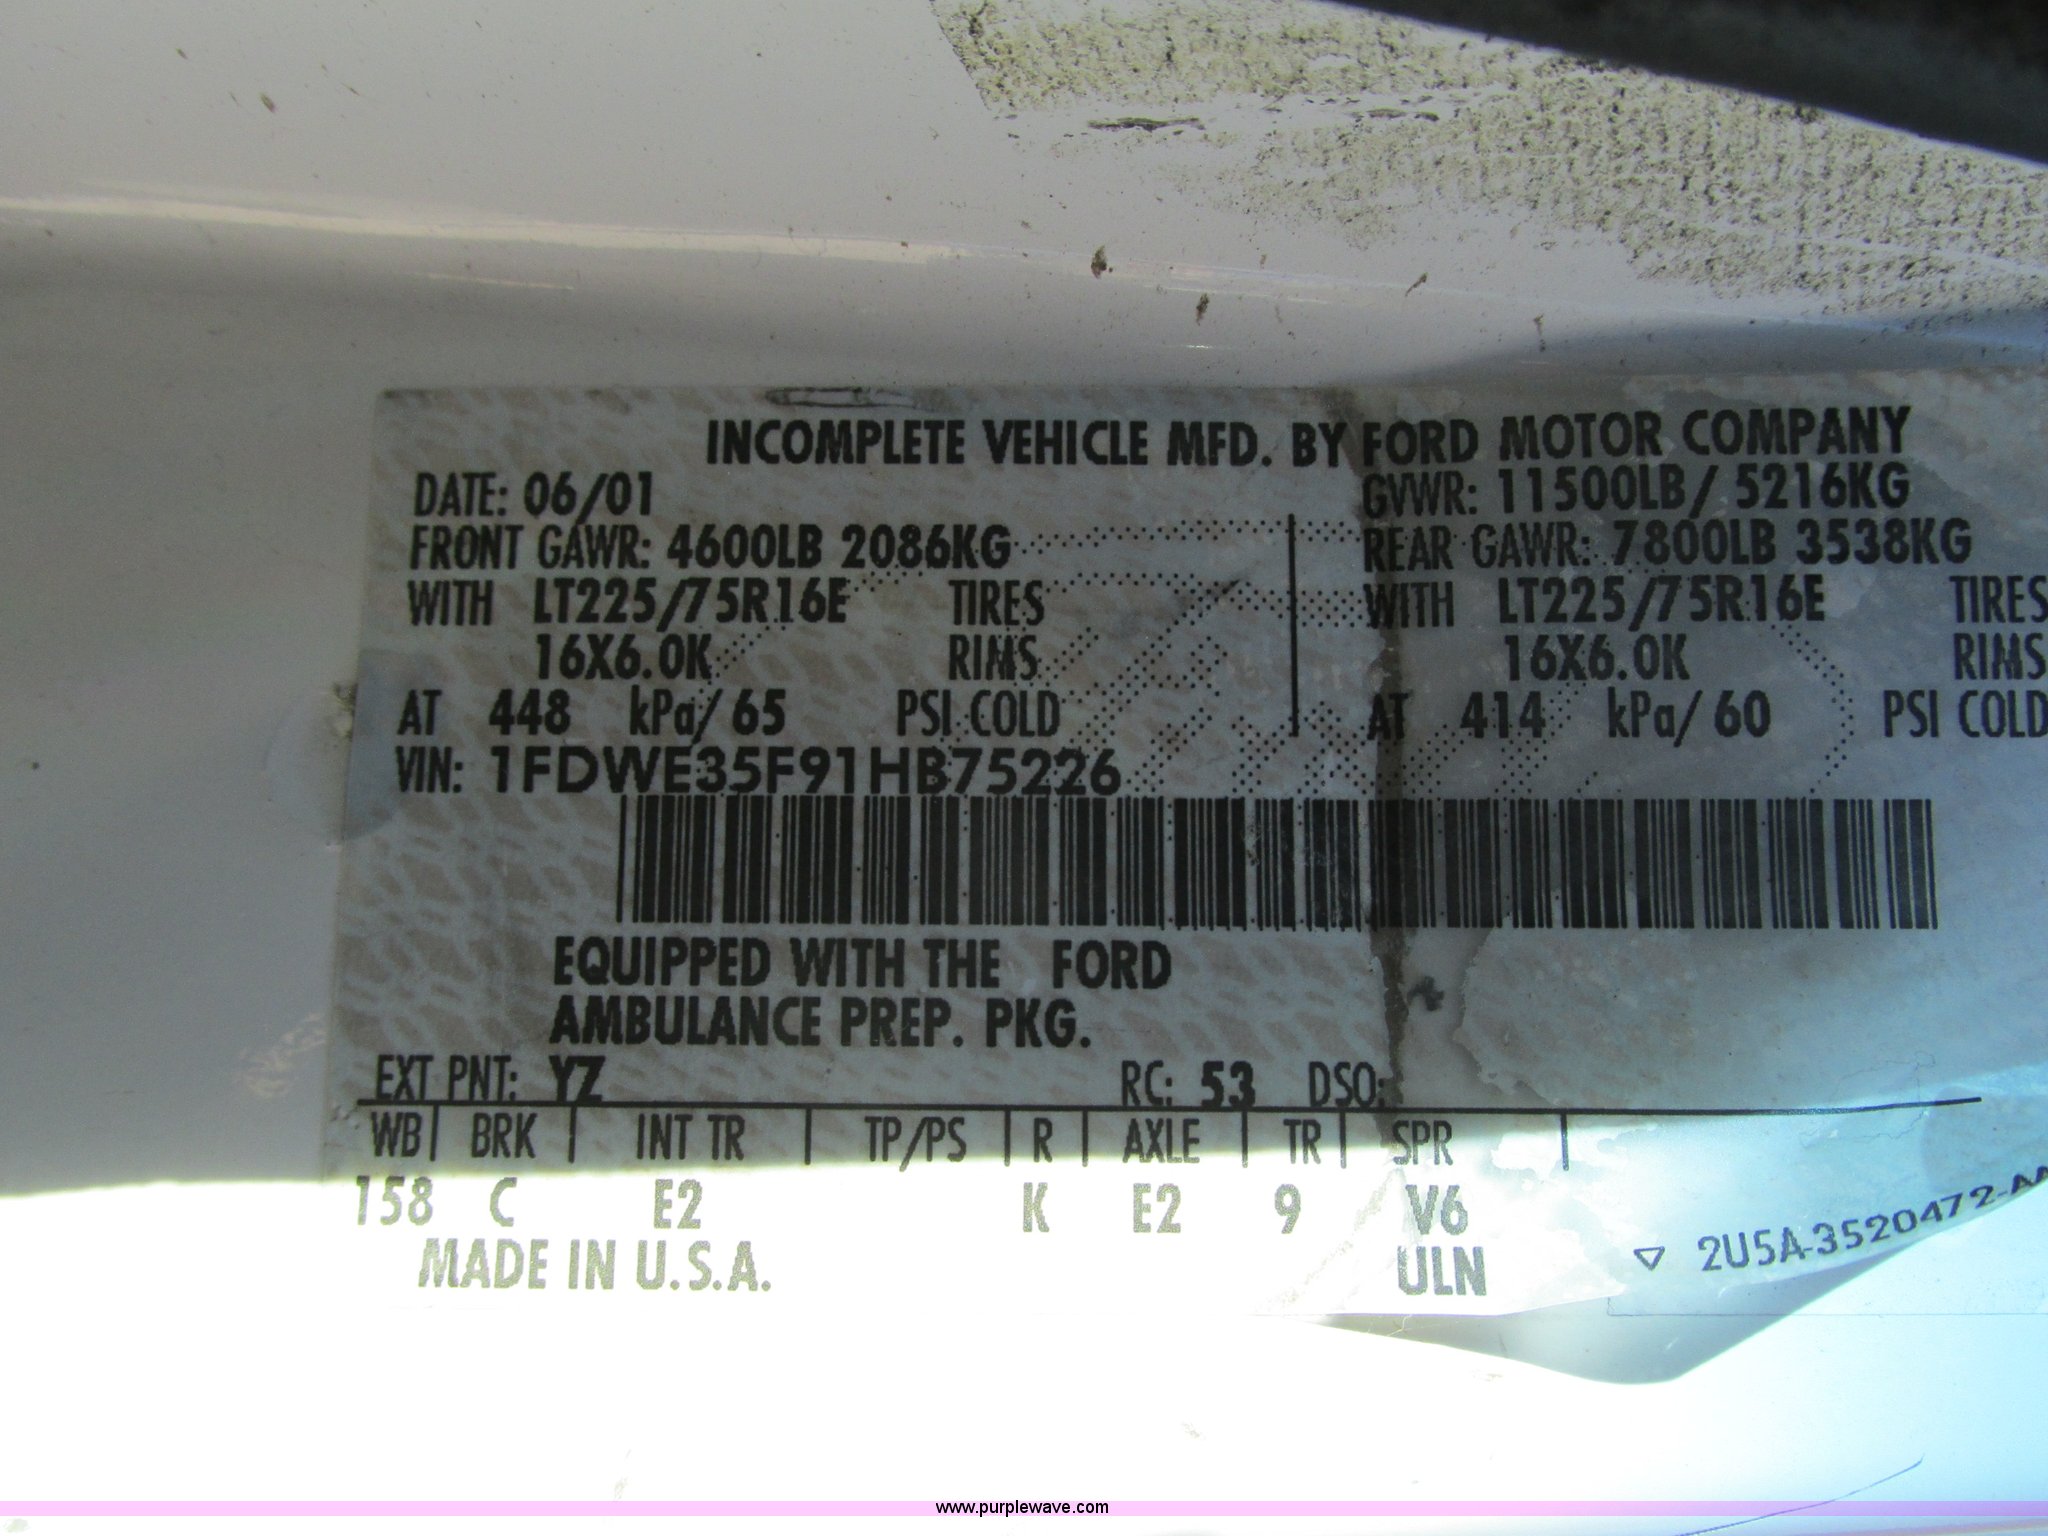 INCOMPLETE VEHICLE MFD. BY FORD MOTOR COMPANY
DATE: 06/01 GVWR: 11500LB/ 5216KG
FRONT GAWR: 4600LB 2086KG REAR GAWR: 7800LB 3538KG
WITH LT225/75R16E TIRES WITH LT225/75R16E TIRES
16X6.0K RIMS 16X6.0K RIMS
AT 448 kPa/ 65 PSI COLD AT 414 kPa/ 60 PSI COLD
VIN: 1FDWE35F91HB75226
EQUIPPED WITH THE FORD
AMBULANCE PREP. PKG.
EXT PNT: YZ RC: 53 DSO:
WB BRK INT TR TP/PS R AXLE TR SPR
158 C E2 K E2 9 V6
MADE IN U.S.A. ULN
2U5A-3520472-AA
www.purplewave.com